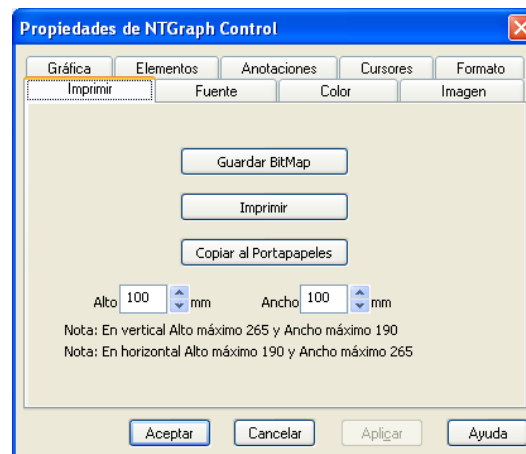 Propiedades de NTGraph Control
Gráfica Elementos Anotaciones Cursores Formato
Imprimir Fuente Color Imagen
Guardar BitMap
Imprimir
Copiar al Portapapeles
Alto 100 mm Ancho 100 mm
Nota: En vertical Alto máximo 265 y Ancho máximo 190
Nota: En horizontal Alto máximo 190 y Ancho máximo 265
Aceptar Cancelar Aplicar Ayuda